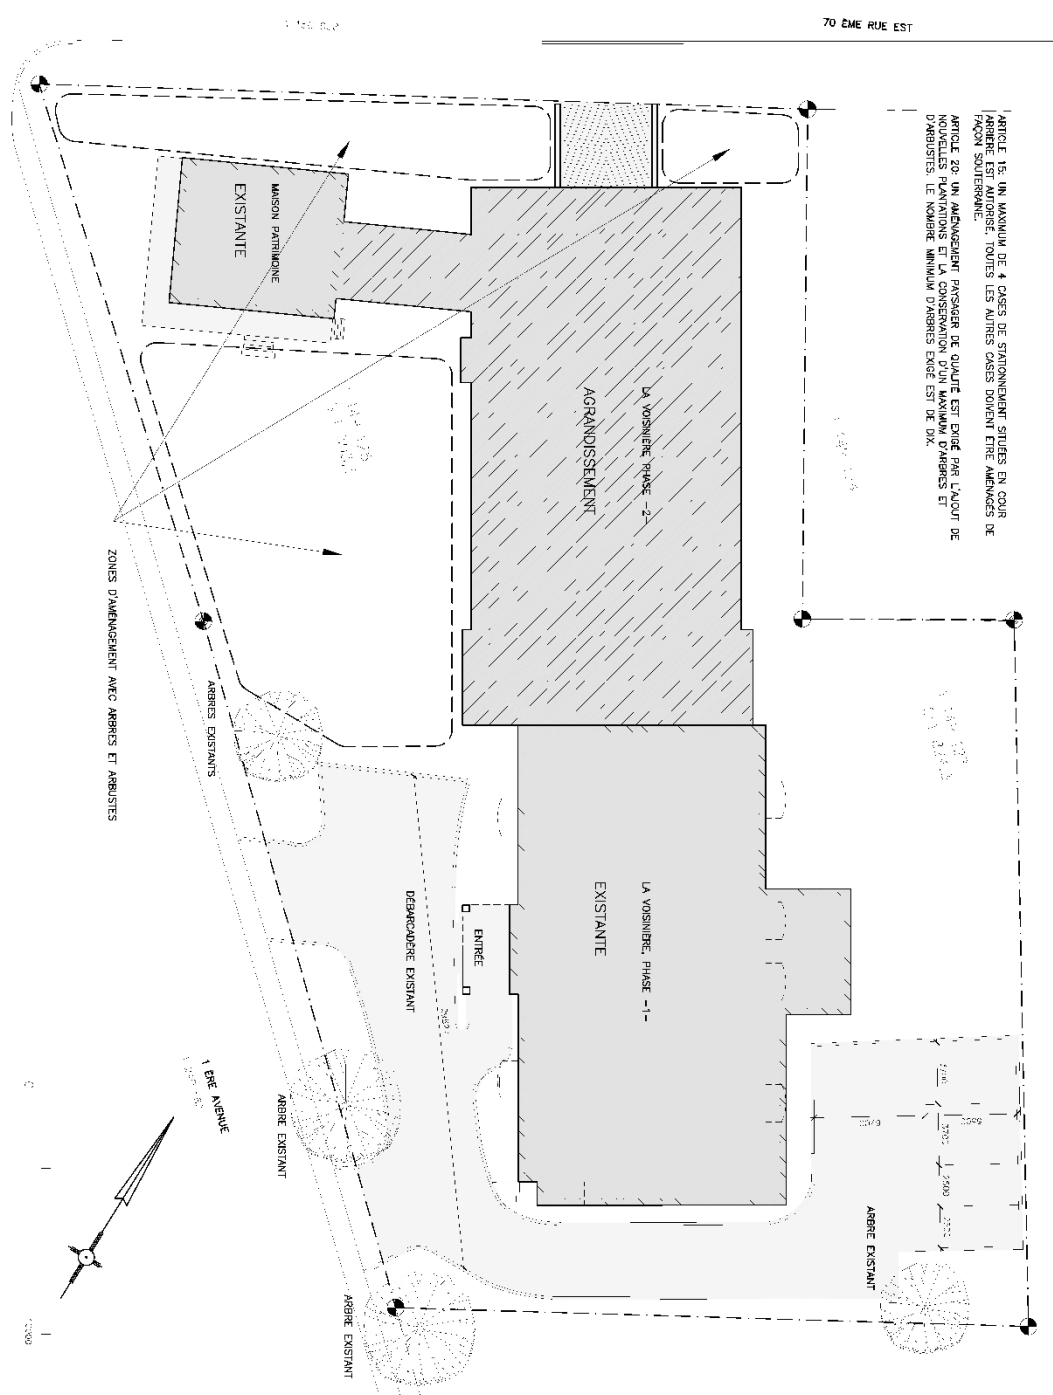 70 ÈME RUE EST
ARTICLE 15: UN MAXIMUM DE 4 CASES DE STATIONNEMENT SITUÉES EN COUR
ARRIÈRE EST AUTORISÉ, TOUTES LES AUTRES CASES DOIVENT ÊTRE AMÉNAGÉS DE
FAÇON SOUTERRAINE.
ARTICLE 20: UN AMÉNAGEMENT PAYSAGER DE QUALITÉ EST EXIGÉ PAR L'AJOUT DE
NOUVELLES PLANTATIONS ET LA CONSERVATION D'UN MAXIMUM D'ARBRES ET
D'ARBUSTES. LE NOMBRE MINIMUM D'ARBRES EXIGÉ EST DE DIX.
MAISON PATRIMOINE
EXISTANTE
LA VOISINIÈRE PHASE -2-
AGRANDISSEMENT
ZONES D'AMÉNAGEMENT AVEC ARBRES ET ARBUSTES
ARBRES EXISTANTS
LA VOISINIÈRE, PHASE -1-
EXISTANTE
ENTRÉE
DÉBARCADÈRE EXISTANT
1 ÈRE AVENUE
ARBRE EXISTANT
ARBRE EXISTANT
ARBRE EXISTANT
3700
2500